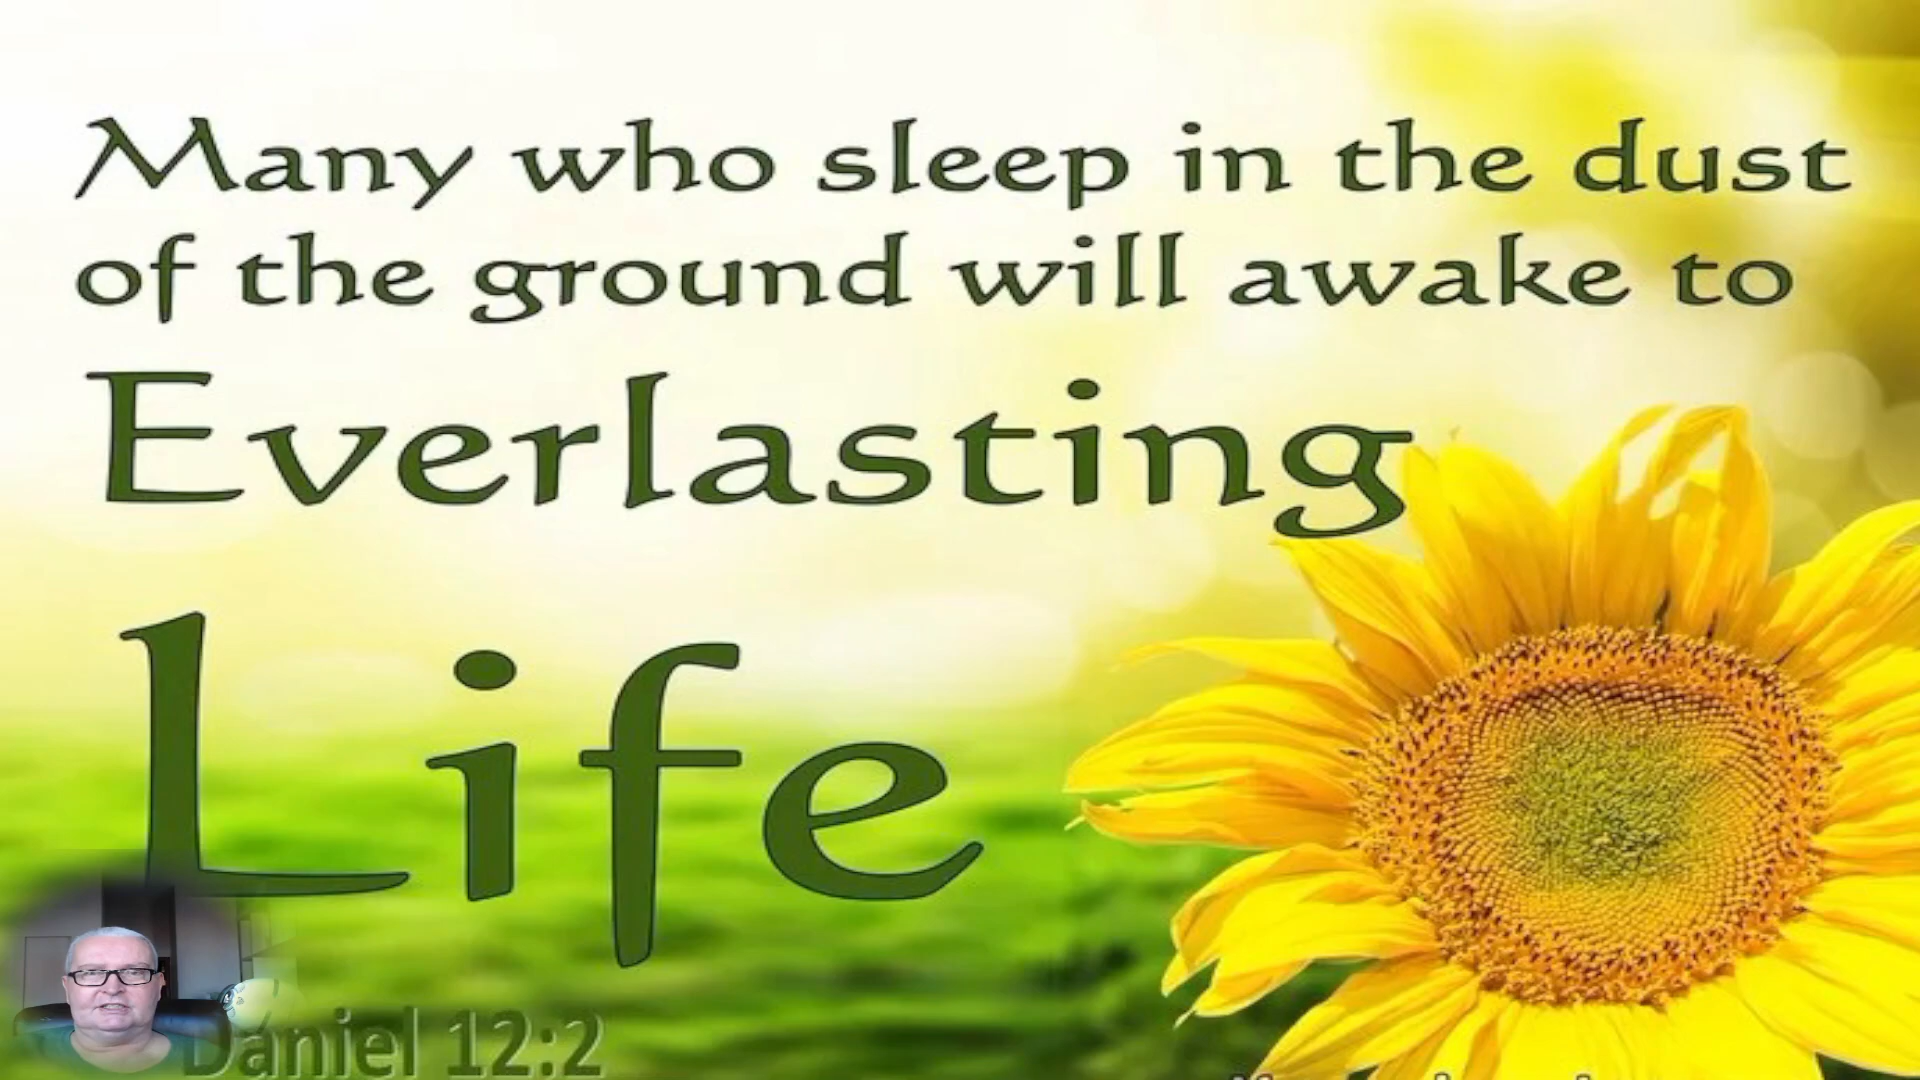 Many who sleep in the dust
of the ground will awake to
Everlasting
Life
Daniel 12:2